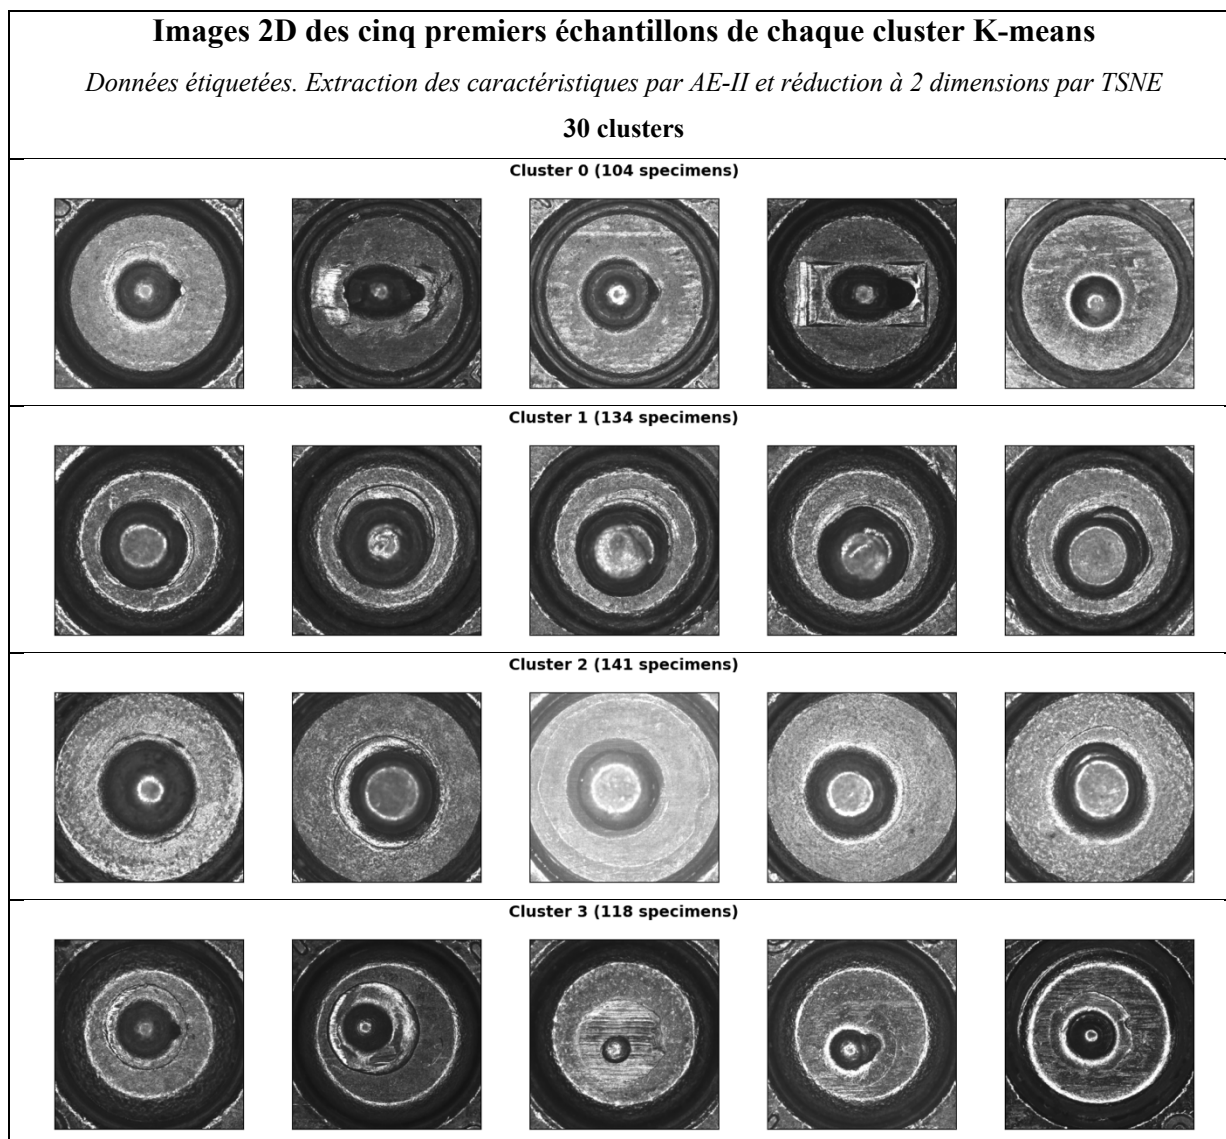 Images 2D des cinq premiers échantillons de chaque cluster K-means
Données étiquetées. Extraction des caractéristiques par AE-II et réduction à 2 dimensions par TSNE
30 clusters
Cluster 0 (104 specimens)
Cluster 1 (134 specimens)
Cluster 2 (141 specimens)
Cluster 3 (118 specimens)